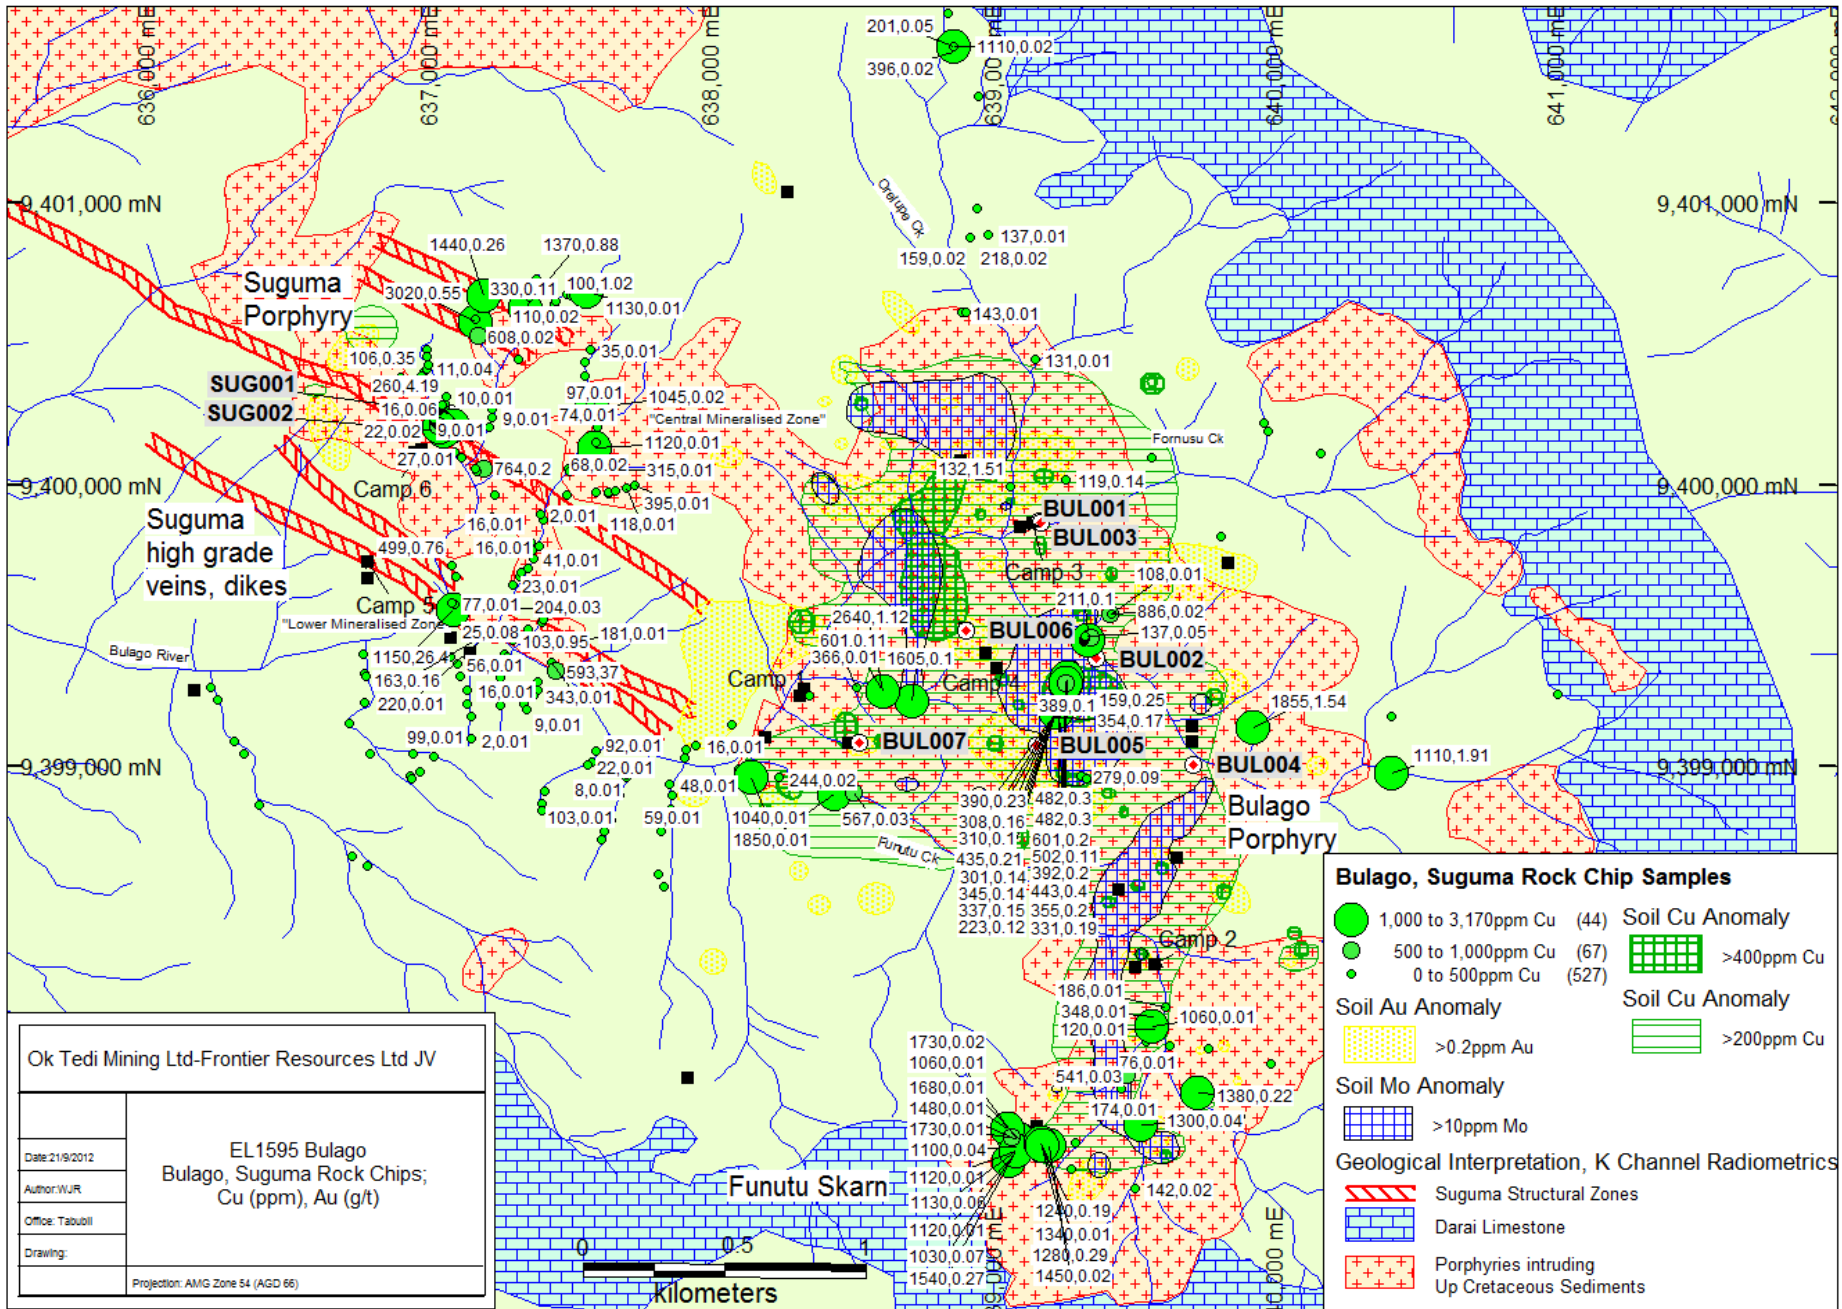 636,000 mE
637,000 mE
638,000 mE
639,000 mE
640,000 mE
641,000 mE
201,0.05
1110,0.02
396,0.02
9,401,000 mN
9,401,000 mN
Orelupe Ck
137,0.01
159,0.02
218,0.02
1440,0.26
1370,0.88
Suguma
Porphyry
3020,0.55
330,0.11
100,1.02
110,0.02
1130,0.01
608,0.02
143,0.01
106,0.35
111,0.04
35,0.01
131,0.01
SUG001
260,4.19
10,0.01
97,0.01
1045,0.02
SUG002
16,0.06
9,0.01
74,0.01
"Central Mineralised Zone"
22,0.02
9,0.01
1120,0.01
Fornusu Ck
27,0.01
764,0.2
68,0.02
315,0.01
132,1.51
119,0.14
9,400,000 mN
Camp 6
395,0.01
9,400,000 mN
Suguma
high grade
veins, dikes
16,0.01
2,0.01
118,0.01
BUL001
BUL003
499,0.76
16,0.01
41,0.01
Camp 3
108,0.01
23,0.01
Camp 5
77,0.01
204,0.03
211,0.1
886,0.02
"Lower Mineralised Zone
25,0.08
103,0.95
181,0.01
2640,1.12
601,0.11
BUL006
137,0.05
Bulago River
1150,26.4
56,0.01
593,37
366,0.01
1605,0.1
BUL002
163,0.16
16,0.01
343,0.01
Camp
Camp 4
220,0.01
9,0.01
389,0.1
159,0.25
1855,1.54
354,0.17
99,0.01
2,0.01
92,0.01
16,0.01
BUL007
BUL005
9,399,000 mN
22,0.01
BUL004
1110,1.91
9,399,000 mN
8,0.01
48,0.01
244,0.02
279,0.09
103,0.01
59,0.01
1040,0.01
567,0.03
1850,0.01
Funutu Ck
Bulago
Porphyry
390,0.23
482,0.3
308,0.16
482,0.3
310,0.15
601,0.2
435,0.21
502,0.11
301,0.14
392,0.2
345,0.14
443,0.4
337,0.15
355,0.2
223,0.12
331,0.19
Camp 2
186,0.01
348,0.01
1060,0.01
120,0.01
76,0.01
541,0.03
1380,0.22
174,0.01
1300,0.04
1730,0.02
1060,0.01
1680,0.01
1480,0.01
1730,0.01
1100,0.04
1120,0.01
1130,0.06
1120,0.01
1030,0.07
1540,0.27
142,0.02
1240,0.19
1340,0.01
1280,0.29
1450,0.02
Funutu Skarn
0 0.5 1
kilometers
Bulago, Suguma Rock Chip Samples
1,000 to 3,170ppm Cu (44)
500 to 1,000ppm Cu (67)
0 to 500ppm Cu (527)
Soil Cu Anomaly
>400ppm Cu
Soil Au Anomaly
>0.2ppm Au
Soil Cu Anomaly
>200ppm Cu
Soil Mo Anomaly
>10ppm Mo
Geological Interpretation, K Channel Radiometrics
Suguma Structural Zones
Darai Limestone
Porphyries intruding
Up Cretaceous Sediments
Ok Tedi Mining Ltd-Frontier Resources Ltd JV
EL1595 Bulago
Bulago, Suguma Rock Chips;
Cu (ppm), Au (g/t)
Date:21/9/2012
Author:WJR
Office: Tabubil
Drawing:
Projection: AMG Zone 54 (AGD 66)